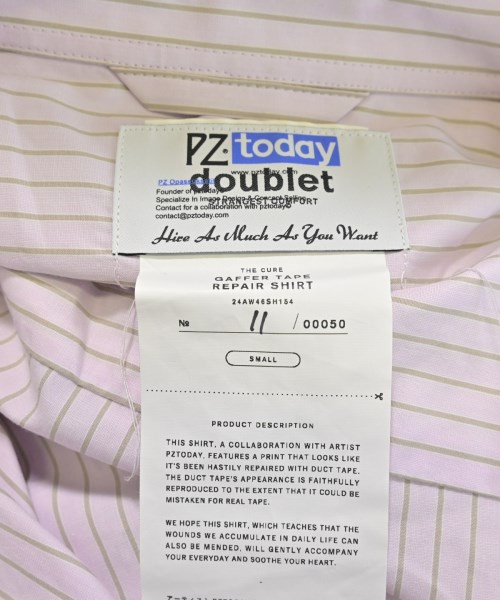 PZ.today
www.pztoday.com
doublet
PZ Opassuksatit
Founder of pztoday
STRANGEST COMFORT
Specialize In Image Design & Concept Selling
Contact for a collaboration with pztoday©
contact@pztoday.com
Hire As Much As You Want
THE CURE
GAFFER TAPE
REPAIR SHIRT
24AW46SH154
№ 11 / 00050
SMALL
PRODUCT DESCRIPTION
THIS SHIRT, A COLLABORATION WITH ARTIST
PZTODAY, FEATURES A PRINT THAT LOOKS LIKE
IT'S BEEN HASTILY REPAIRED WITH DUCT TAPE.
THE DUCT TAPE'S APPEARANCE IS FAITHFULLY
REPRODUCED TO THE EXTENT THAT IT COULD BE
MISTAKEN FOR REAL TAPE.
WE HOPE THIS SHIRT, WHICH TEACHES THAT THE
WOUNDS WE ACCUMULATE IN DAILY LIFE CAN
ALSO BE MENDED, WILL GENTLY ACCOMPANY
YOUR EVERYDAY AND SOOTHE YOUR HEART.